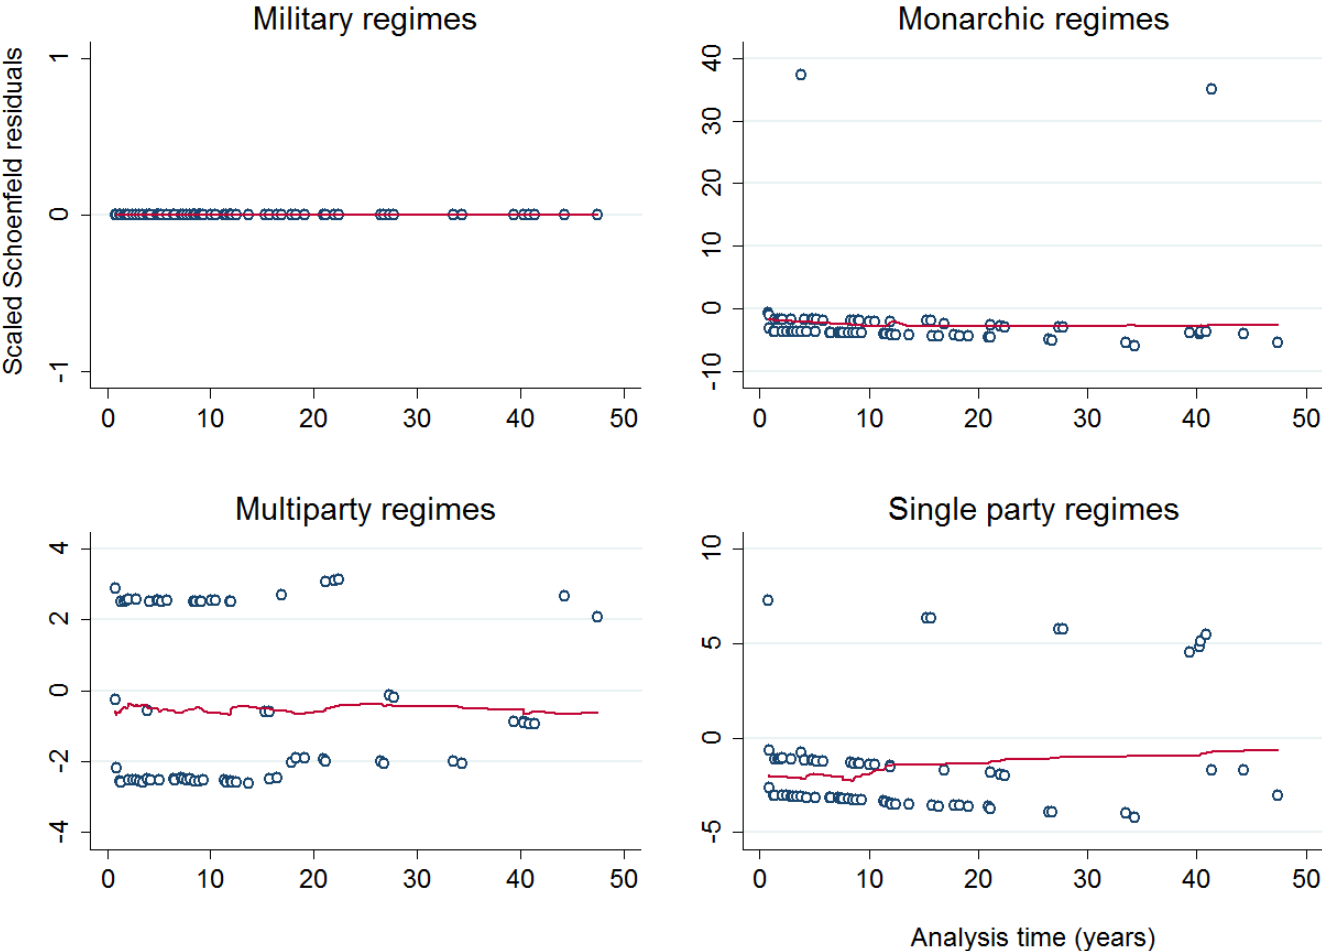 Military regimes
Scaled Schoenfeld residuals
1
0
-1
0 10 20 30 40 50
Monarchic regimes
40
30
20
10
0
-10
0 10 20 30 40 50
Multiparty regimes
4
2
0
-2
-4
0 10 20 30 40 50
Single party regimes
10
5
0
-5
0 10 20 30 40 50
Analysis time (years)